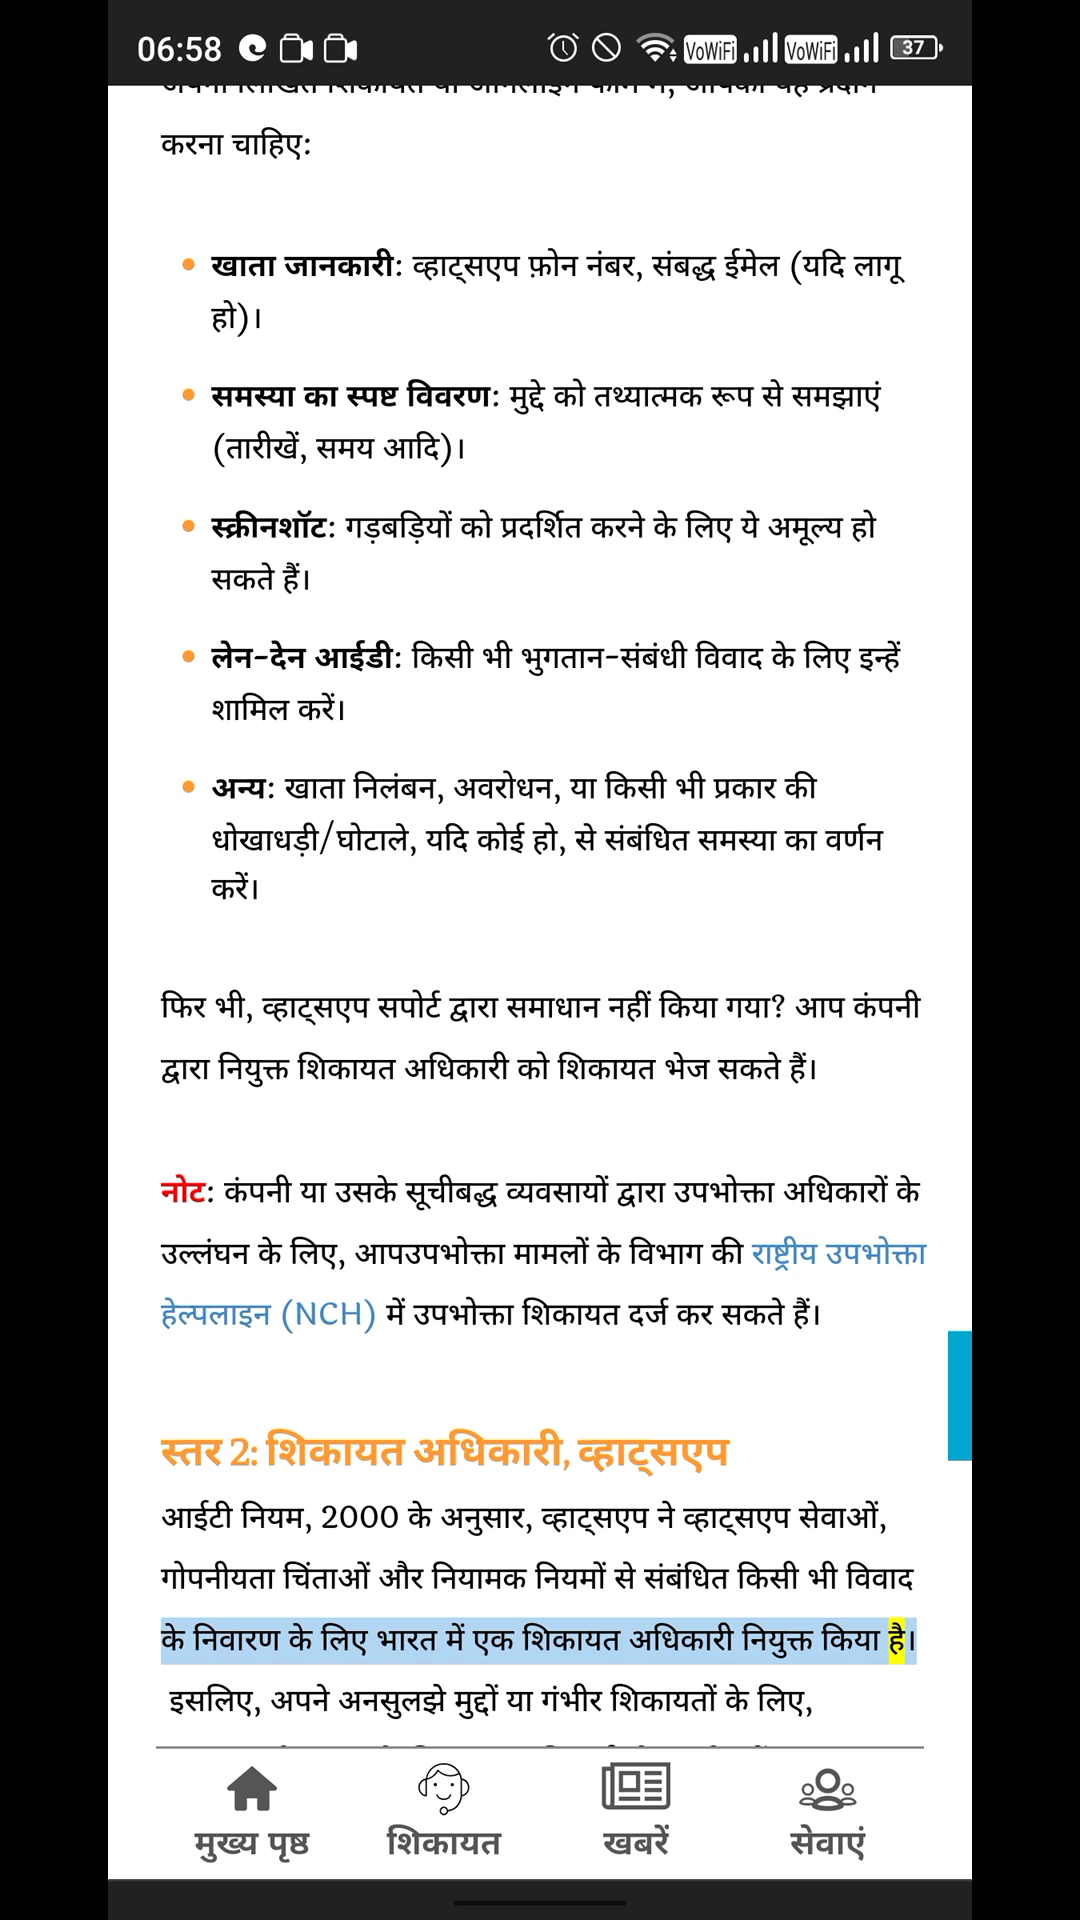 06:58
VoWiFi
VoWiFi
37
करना चाहिए:
खाता जानकारी: व्हाट्सएप फ़ोन नंबर, संबद्ध ईमेल (यदि लागू
हो)।
समस्या का स्पष्ट विवरण: मुद्दे को तथ्यात्मक रूप से समझाएं
(तारीखें, समय आदि)।
स्क्रीनशॉट: गड़बड़ियों को प्रदर्शित करने के लिए ये अमूल्य हो
सकते हैं।
लेन-देन आईडी: किसी भी भुगतान-संबंधी विवाद के लिए इन्हें
शामिल करें।
अन्य: खाता निलंबन, अवरोधन, या किसी भी प्रकार की
धोखाधड़ी/घोटाले, यदि कोई हो, से संबंधित समस्या का वर्णन
करें।
फिर भी, व्हाट्सएप सपोर्ट द्वारा समाधान नहीं किया गया? आप कंपनी
द्वारा नियुक्त शिकायत अधिकारी को शिकायत भेज सकते हैं।
नोट: कंपनी या उसके सूचीबद्ध व्यवसायों द्वारा उपभोक्ता अधिकारों के
उल्लंघन के लिए, आपउपभोक्ता मामलों के विभाग की राष्ट्रीय उपभोक्ता
हेल्पलाइन (NCH) में उपभोक्ता शिकायत दर्ज कर सकते हैं।
स्तर 2: शिकायत अधिकारी, व्हाट्सएप
आईटी नियम, 2000 के अनुसार, व्हाट्सएप ने व्हाट्सएप सेवाओं,
गोपनीयता चिंताओं और नियामक नियमों से संबंधित किसी भी विवाद
के निवारण के लिए भारत में एक शिकायत अधिकारी नियुक्त किया है।
इसलिए, अपने अनसुलझे मुद्दों या गंभीर शिकायतों के लिए,
मुख्य पृष्ठ
शिकायत
खबरें
सेवाएं